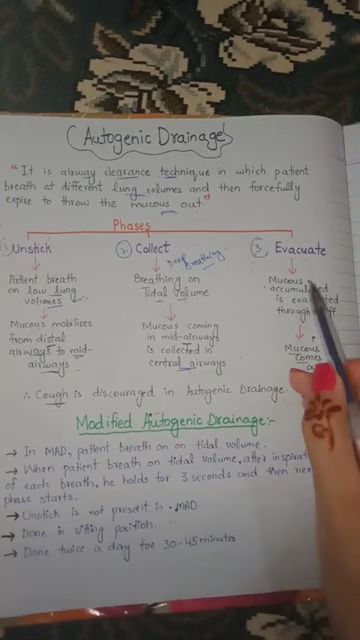 Autogenic Drainage
"It is airway clearance technique in which patient
breath at different lung volumes and then forcefully
expire to throw the mucous out"
Phases
Unstick
Patient breath
on low lung
volumes
Mucous mobilizes
from distal
airways to mid-
airways
② Collect
Deep breathing
Breathing on
Tidal volume
Mucous coming
in mid-airways
is collected in
central airways
③ Evacuate
Mucous
accumulated
is evacuated
through
Mucous
comes
∴ Cough is discouraged in Autogenic Drainage
Modified Autogenic Drainage:-
→ In MAD, patient breath on on tidal volume.
→ When patient breath on tidal volume, after
of each breath, he holds for 3 seconds and then
phase starts.
→ Unstick is not present in MAD
→ Done in sitting position.
→ Done twice a day for 30-45 minutes